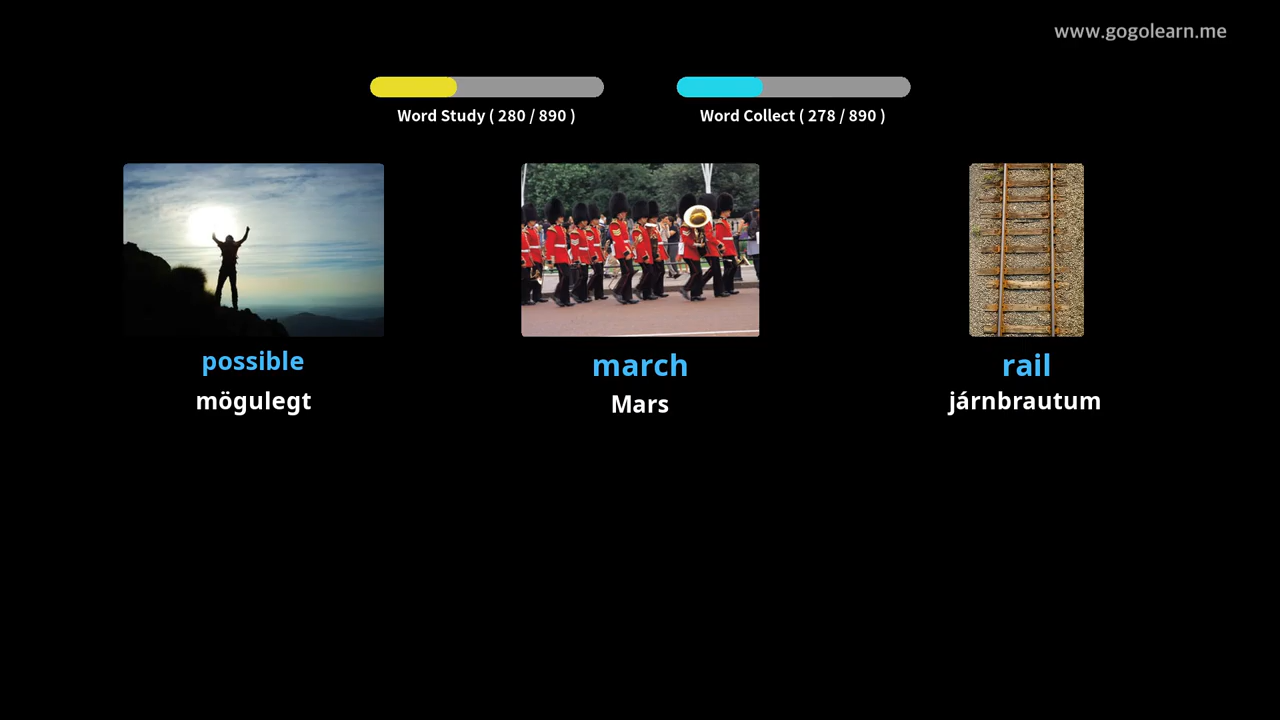 www.gogolearn.me
Word Study ( 280 / 890 )
Word Collect ( 278 / 890 )
possible
mögulegt
march
Mars
rail
járnbrautum